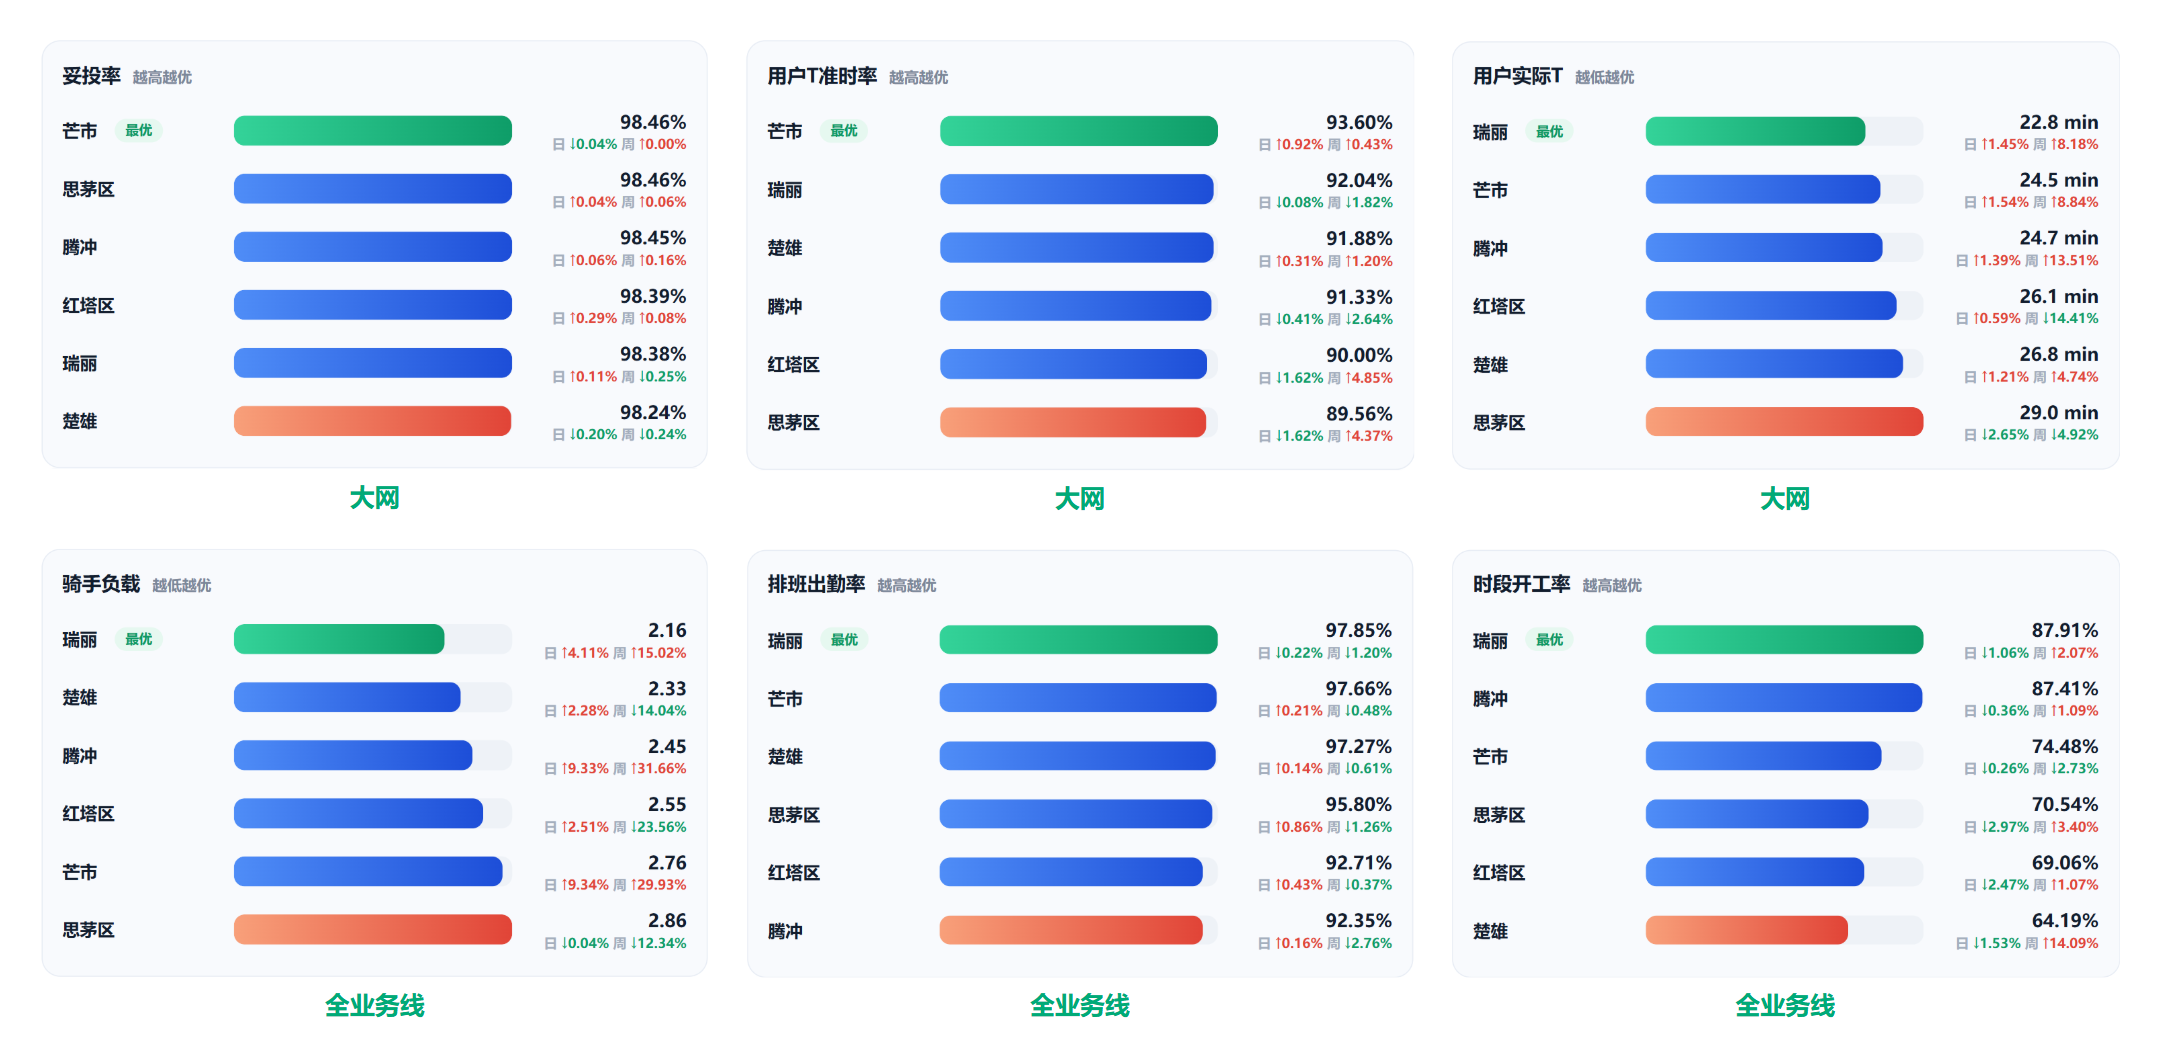 妥投率 越高越优
芒市 最优 98.46%
日 ↓0.04% 周 ↑0.00%
思茅区 98.46%
日 ↑0.04% 周 ↑0.06%
腾冲 98.45%
日 ↑0.06% 周 ↑0.16%
红塔区 98.39%
日 ↑0.29% 周 ↑0.08%
瑞丽 98.38%
日 ↑0.11% 周 ↓0.25%
楚雄 98.24%
日 ↓0.20% 周 ↓0.24%
大网
用户T准时率 越高越优
芒市 最优 93.60%
日 ↑0.92% 周 ↑0.43%
瑞丽 92.04%
日 ↓0.08% 周 ↓1.82%
楚雄 91.88%
日 ↑0.31% 周 ↑1.20%
腾冲 91.33%
日 ↓0.41% 周 ↓2.64%
红塔区 90.00%
日 ↓1.62% 周 ↑4.85%
思茅区 89.56%
日 ↓1.62% 周 ↑4.37%
大网
用户实际T 越低越优
瑞丽 最优 22.8 min
日 ↑1.45% 周 ↑8.18%
芒市 24.5 min
日 ↑1.54% 周 ↑8.84%
腾冲 24.7 min
日 ↑1.39% 周 ↑13.51%
红塔区 26.1 min
日 ↑0.59% 周 ↓14.41%
楚雄 26.8 min
日 ↑1.21% 周 ↑4.74%
思茅区 29.0 min
日 ↓2.65% 周 ↓4.92%
大网
骑手负载 越低越优
瑞丽 最优 2.16
日 ↑4.11% 周 ↑15.02%
楚雄 2.33
日 ↑2.28% 周 ↓14.04%
腾冲 2.45
日 ↑9.33% 周 ↑31.66%
红塔区 2.55
日 ↑2.51% 周 ↓23.56%
芒市 2.76
日 ↑9.34% 周 ↑29.93%
思茅区 2.86
日 ↓0.04% 周 ↓12.34%
全业务线
排班出勤率 越高越优
瑞丽 最优 97.85%
日 ↓0.22% 周 ↓1.20%
芒市 97.66%
日 ↑0.21% 周 ↓0.48%
楚雄 97.27%
日 ↑0.14% 周 ↓0.61%
思茅区 95.80%
日 ↑0.86% 周 ↓1.26%
红塔区 92.71%
日 ↑0.43% 周 ↓0.37%
腾冲 92.35%
日 ↑0.16% 周 ↓2.76%
全业务线
时段开工率 越高越优
瑞丽 最优 87.91%
日 ↓1.06% 周 ↑2.07%
腾冲 87.41%
日 ↓0.36% 周 ↑1.09%
芒市 74.48%
日 ↓0.26% 周 ↓2.73%
思茅区 70.54%
日 ↓2.97% 周 ↑3.40%
红塔区 69.06%
日 ↓2.47% 周 ↑1.07%
楚雄 64.19%
日 ↓1.53% 周 ↑14.09%
全业务线